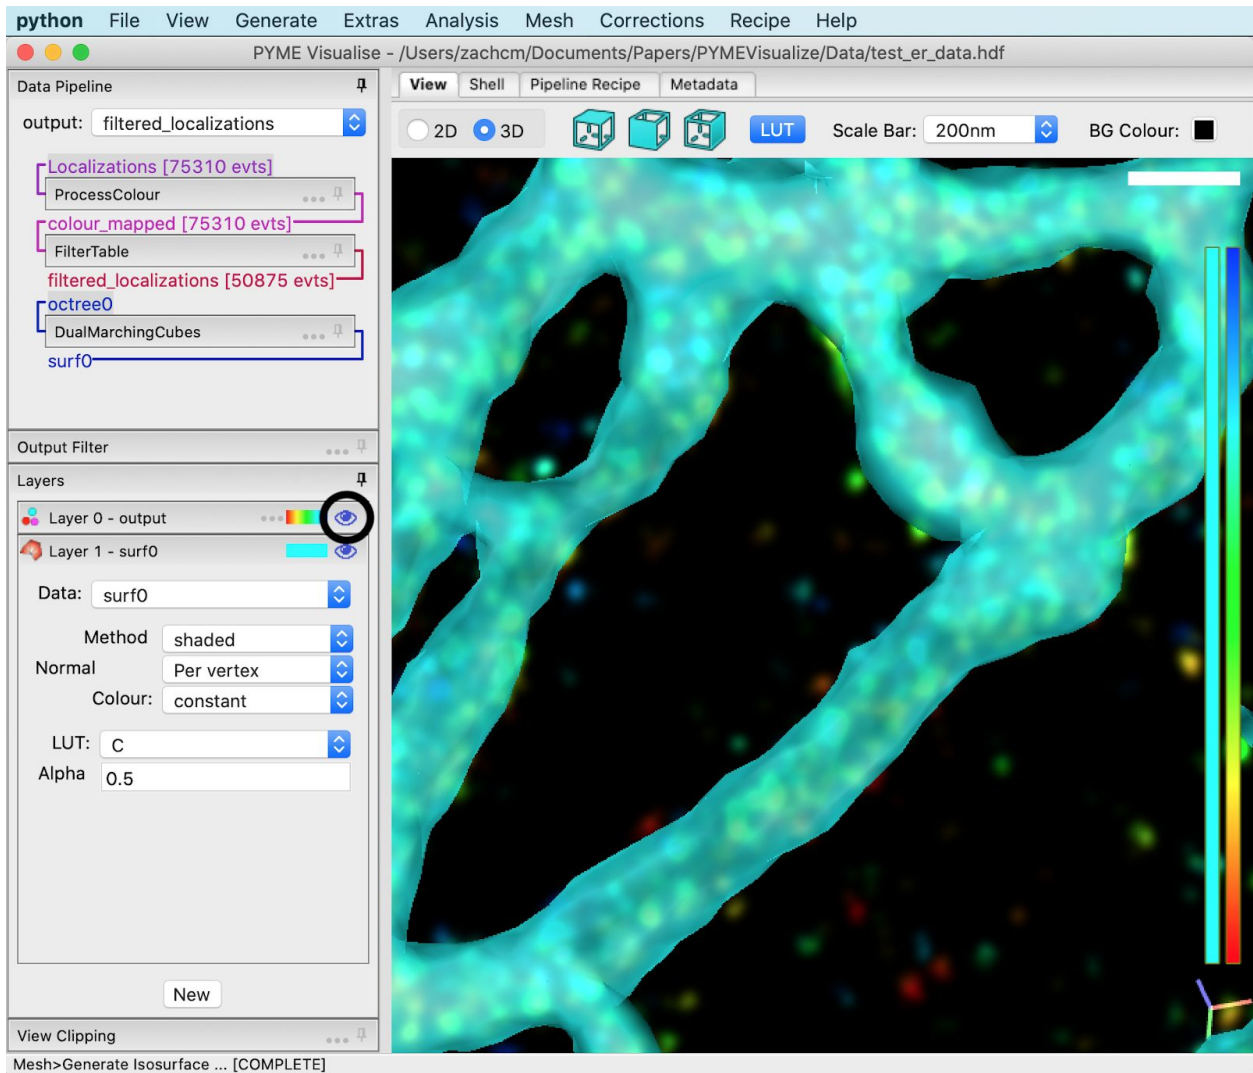 python File View Generate Extras Analysis Mesh Corrections Recipe Help
PYME Visualise - /Users/zachcm/Documents/Papers/PYMEVisualize/Data/test_er_data.hdf
Data Pipeline
output: filtered_localizations
Localizations [75310 evts]
ProcessColour
colour_mapped [75310 evts]
FilterTable
filtered_localizations [50875 evts]
octree0
DualMarchingCubes
surf0
Output Filter
Layers
Layer 0 - output
Layer 1 - surf0
Data: surf0
Method shaded
Normal Per vertex
Colour: constant
LUT: C
Alpha 0.5
New
View Clipping
Mesh>Generate Isosurface ... [COMPLETE]
View Shell Pipeline Recipe Metadata
2D 3D LUT Scale Bar: 200nm BG Colour: